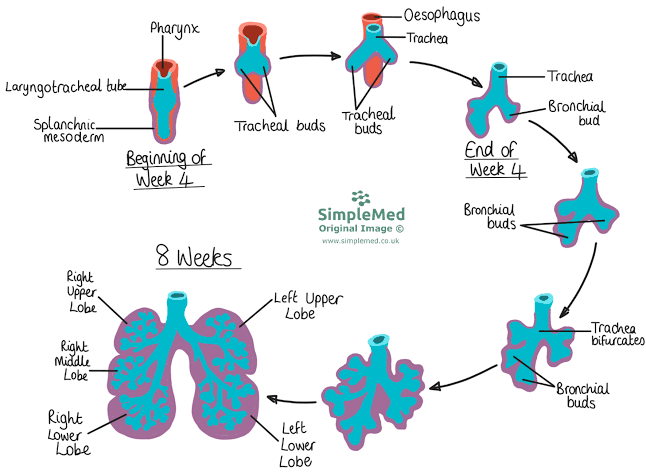 Pharynx
Laryngotracheal tube
Splanchnic
mesoderm
Beginning of
Week 4
Tracheal buds
Oesophagus
Trachea
Tracheal
buds
Trachea
Bronchial
bud
End of
Week 4
Bronchial
buds
SimpleMed
Original Image ©
www.simplemed.co.uk
Trachea
bifurcates
Bronchial
buds
8 Weeks
Right
Upper
Lobe
Right
Middle
Lobe
Right
Lower
Lobe
Left Upper
Lobe
Left
Lower
Lobe